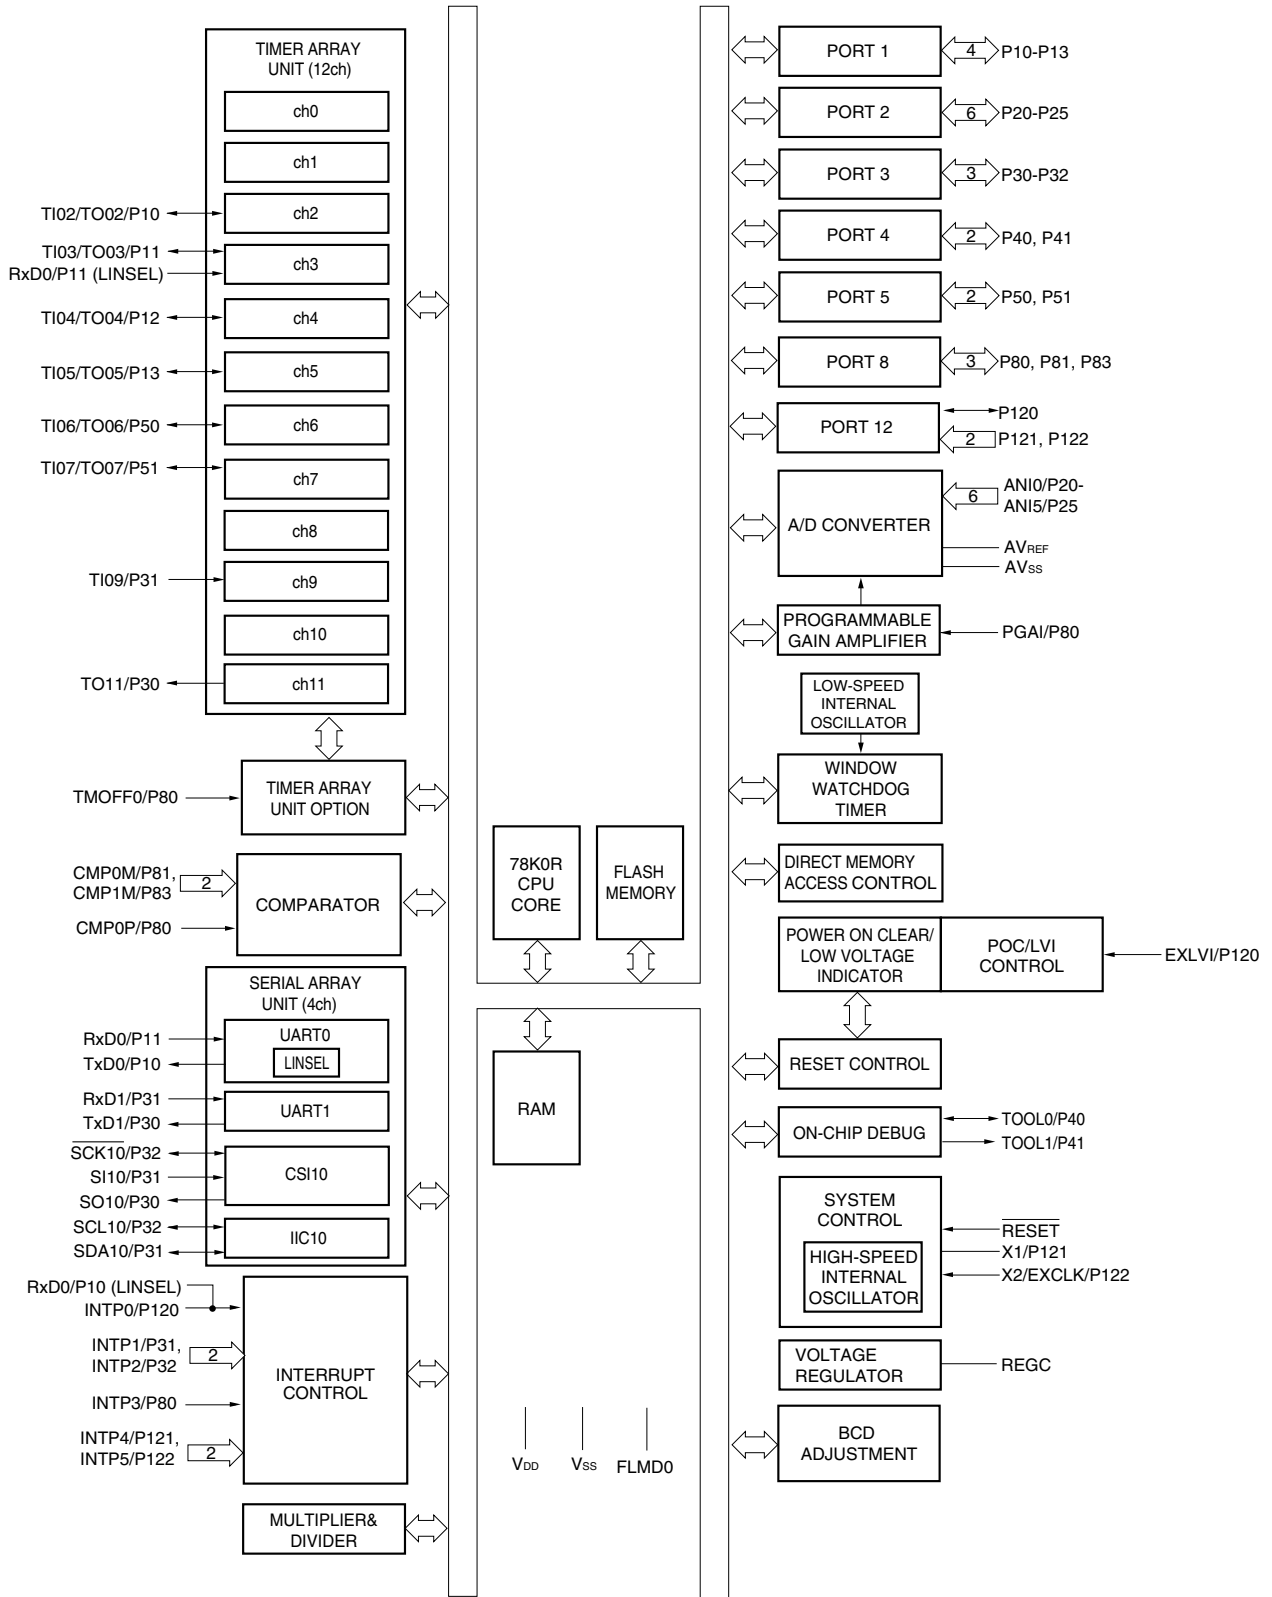 TIMER ARRAY
UNIT (12ch)
ch0
ch1
TI02/TO02/P10
ch2
TI03/TO03/P11
RxD0/P11 (LINSEL)
ch3
TI04/TO04/P12
ch4
TI05/TO05/P13
ch5
TI06/TO06/P50
ch6
TI07/TO07/P51
ch7
ch8
TI09/P31
ch9
ch10
TO11/P30
ch11
TMOFF0/P80
TIMER ARRAY
UNIT OPTION
CMP0M/P81,
CMP1M/P83
2
CMP0P/P80
COMPARATOR
SERIAL ARRAY
UNIT (4ch)
RxD0/P11
TxD0/P10
UART0
LINSEL
RxD1/P31
TxD1/P30
UART1
SCK10/P32
SI10/P31
SO10/P30
CSI10
SCL10/P32
SDA10/P31
IIC10
RxD0/P10 (LINSEL)
INTP0/P120
INTP1/P31,
INTP2/P32
2
INTP3/P80
INTP4/P121,
INTP5/P122
2
INTERRUPT
CONTROL
MULTIPLIER&
DIVIDER
78K0R
CPU
CORE
FLASH
MEMORY
RAM
VDD
VSS
FLMD0
PORT 1
4
P10-P13
PORT 2
6
P20-P25
PORT 3
3
P30-P32
PORT 4
2
P40, P41
PORT 5
2
P50, P51
PORT 8
3
P80, P81, P83
PORT 12
P120
2
P121, P122
A/D CONVERTER
6
ANI0/P20-
ANI5/P25
AVREF
AVSS
PROGRAMMABLE
GAIN AMPLIFIER
PGAI/P80
LOW-SPEED
INTERNAL
OSCILLATOR
WINDOW
WATCHDOG
TIMER
DIRECT MEMORY
ACCESS CONTROL
POWER ON CLEAR/
LOW VOLTAGE
INDICATOR
POC/LVI
CONTROL
EXLVI/P120
RESET CONTROL
ON-CHIP DEBUG
TOOL0/P40
TOOL1/P41
SYSTEM
CONTROL
HIGH-SPEED
INTERNAL
OSCILLATOR
RESET
X1/P121
X2/EXCLK/P122
VOLTAGE
REGULATOR
REGC
BCD
ADJUSTMENT